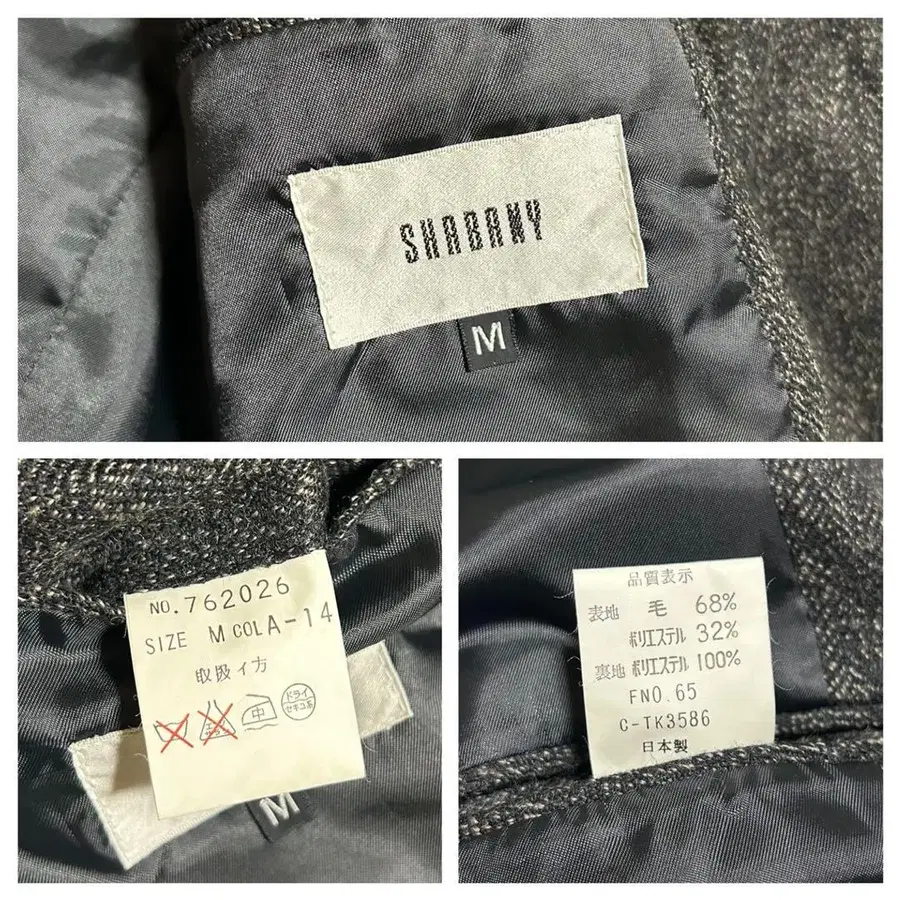 SHABANY
M
NO.762026
SIZE M COL A-14
取扱イ方
中
ドライ
セキユ系
M
品質表示
表地 毛 68%
ポリエステル 32%
裏地 ポリエステル 100%
FNO.65
C-TK3586
日本製